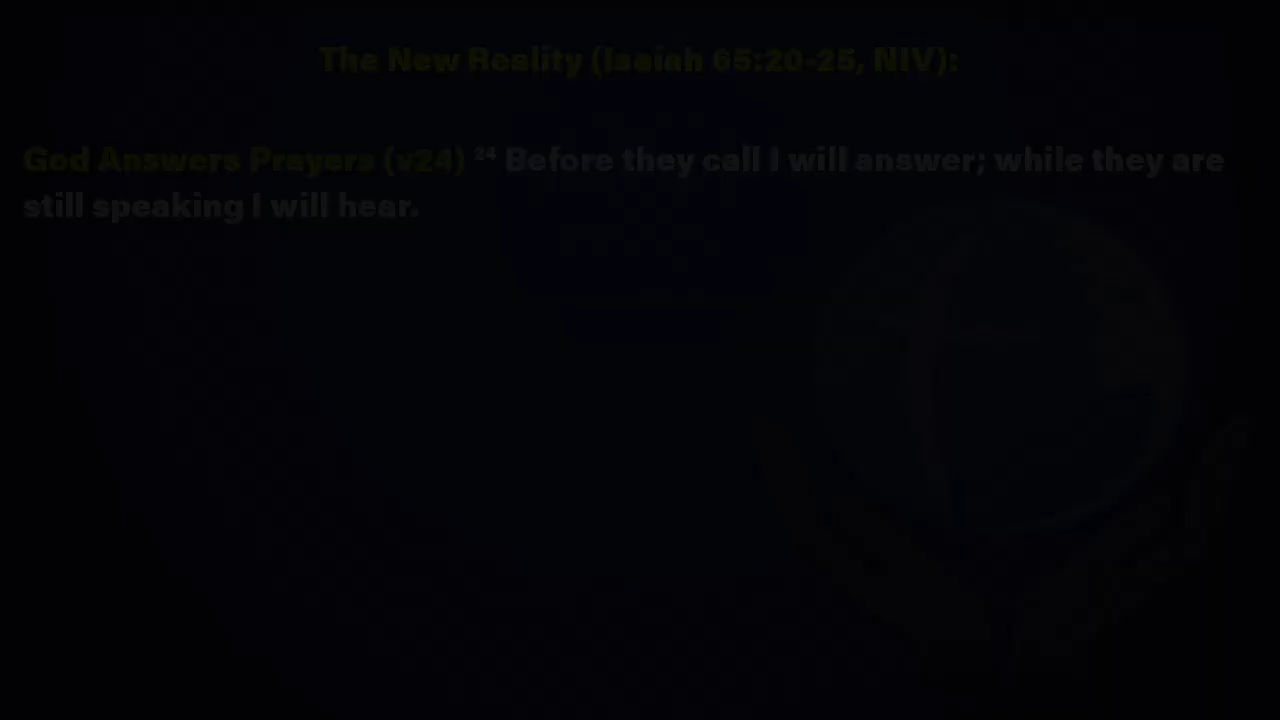 The New Reality (Isaiah 65:20-25, NIV):
God Answers Prayers (v24) ²⁴ Before they call I will answer; while they are
still speaking I will hear.